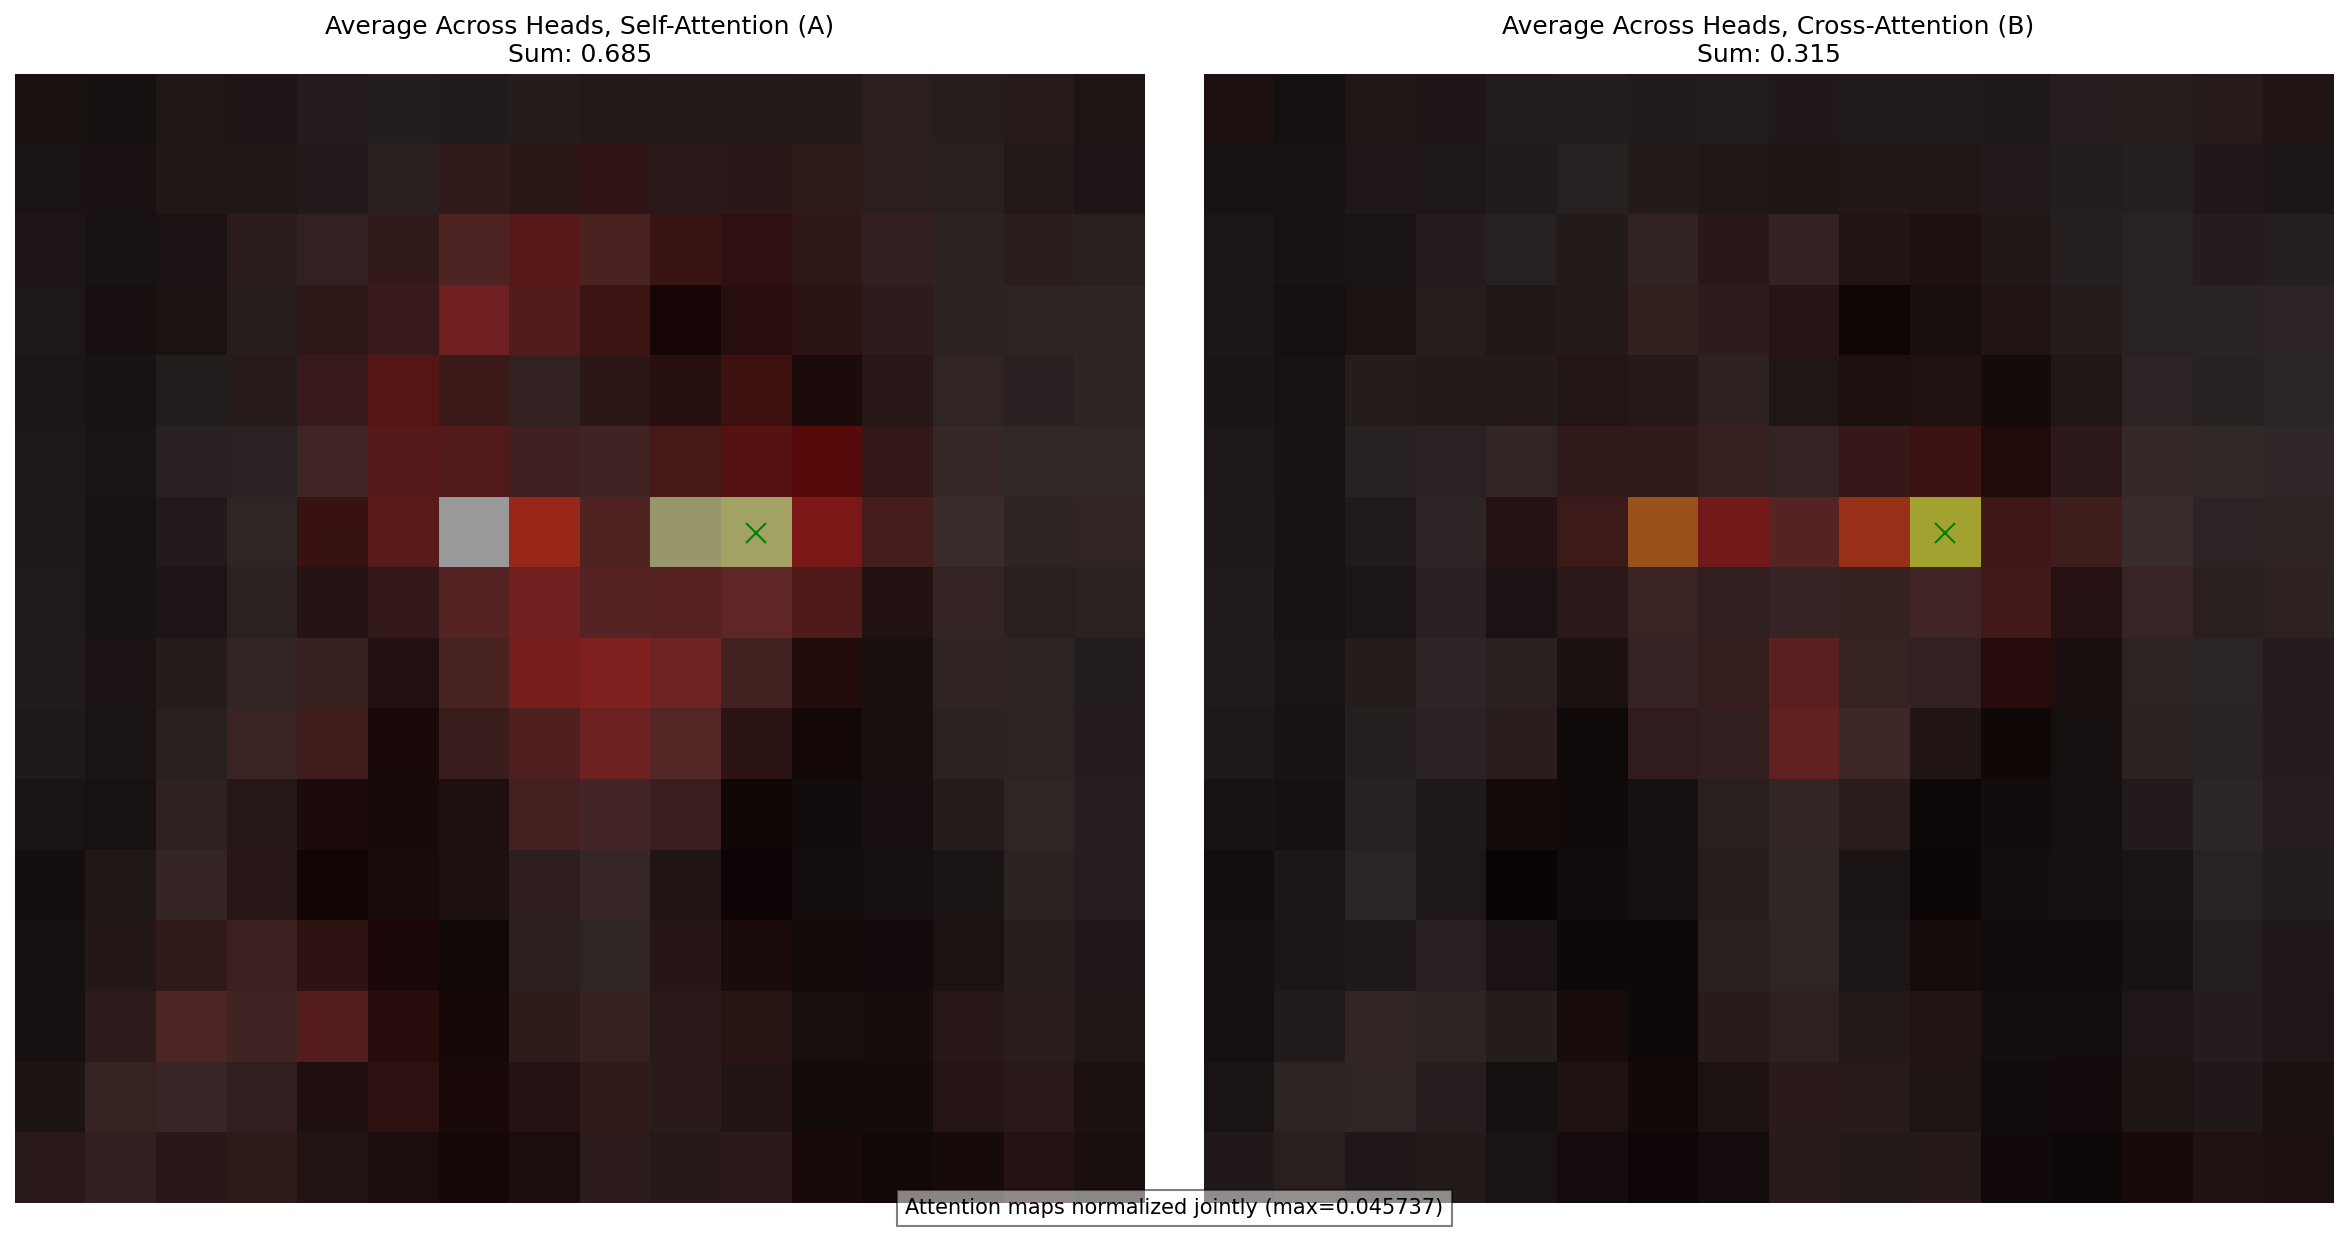 Average Across Heads, Self-Attention (A)
Sum: 0.685
Average Across Heads, Cross-Attention (B)
Sum: 0.315
Attention maps normalized jointly (max=0.045737)